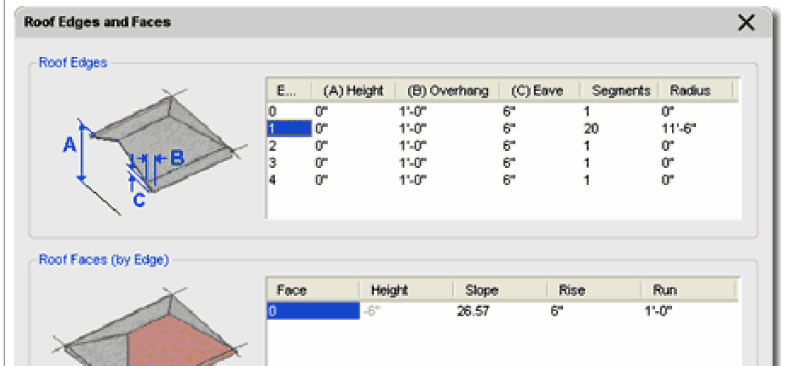 Roof Edges and Faces
Roof Edges
E... (A) Height (B) Overhang (C) Eave Segments Radius
0 0" 1'-0" 6" 1 0"
1 0" 1'-0" 6" 20 11'-6"
2 0" 1'-0" 6" 1 0"
3 0" 1'-0" 6" 1 0"
4 0" 1'-0" 6" 1 0"
A
B
C
Roof Faces (by Edge)
Face Height Slope Rise Run
0 -6" 26.57 6" 1'-0"